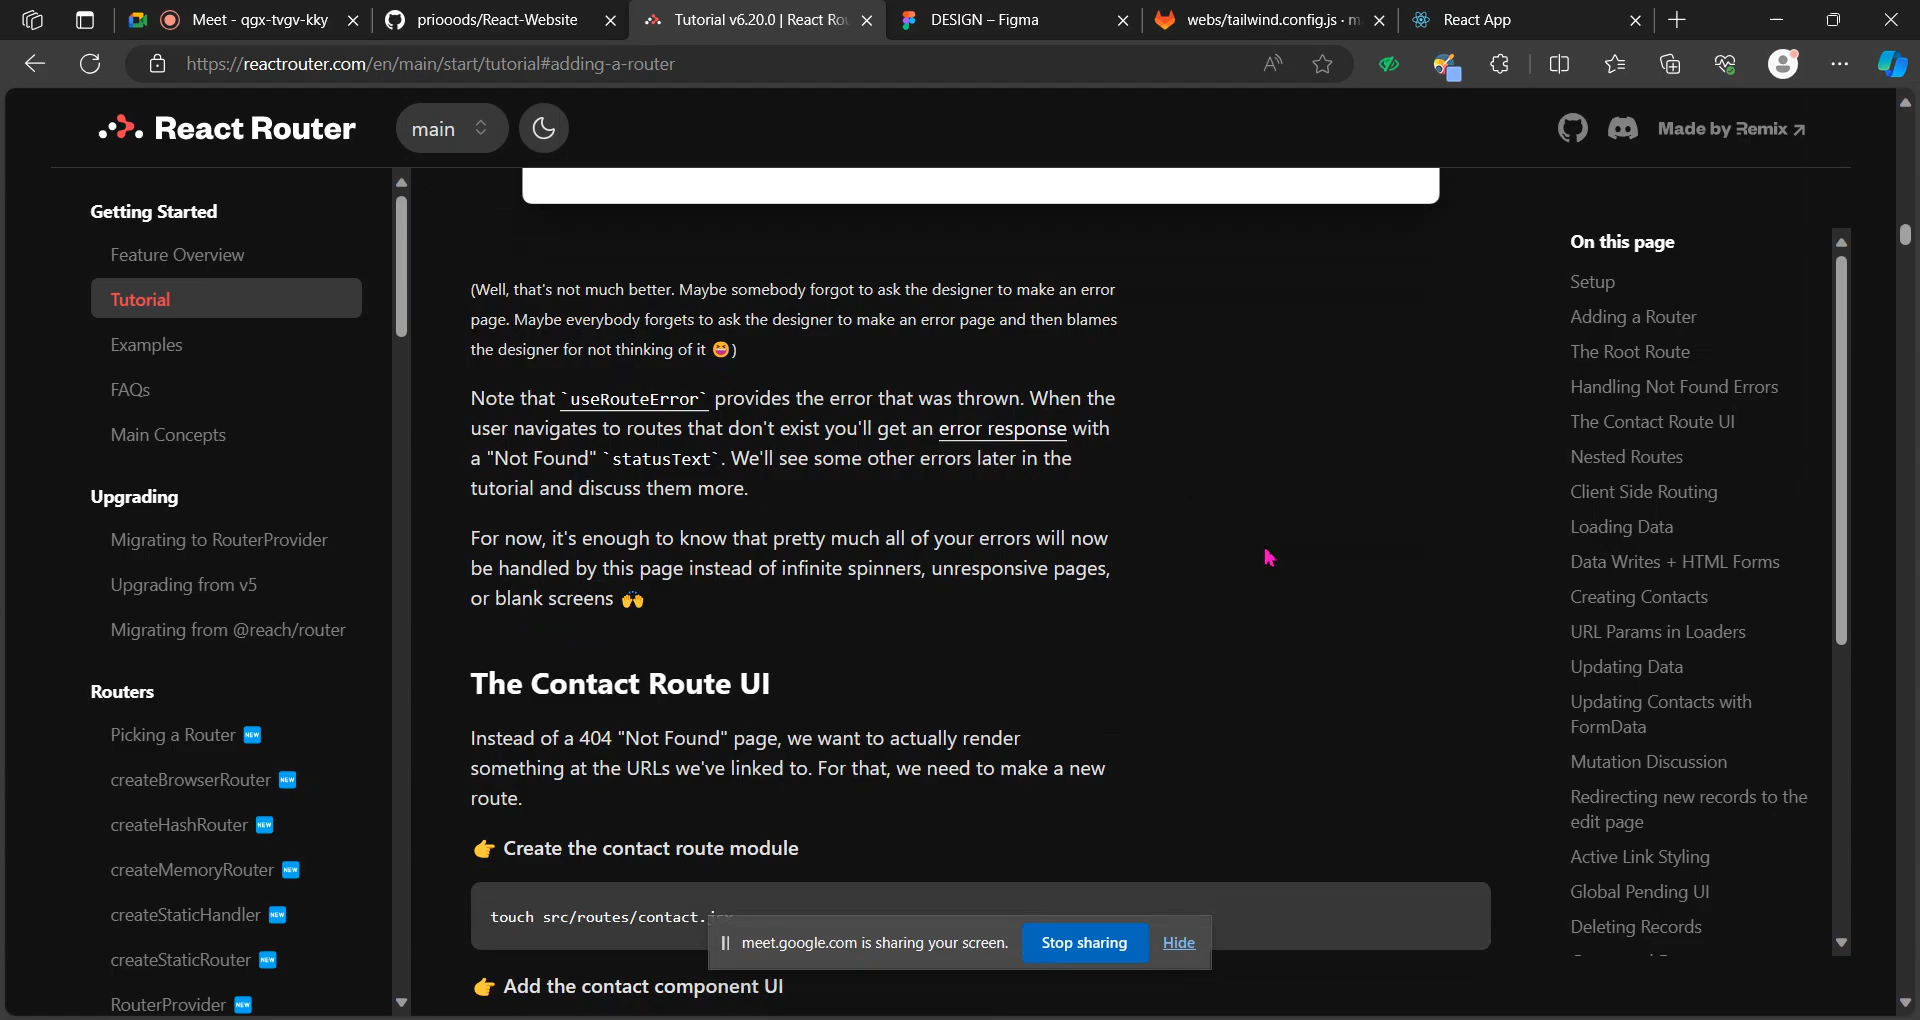 Meet - qgx-tvgv-kky
priooods/React-Website
Tutorial v6.20.0 | React Rou
DESIGN – Figma
webs/tailwind.config.js · m
React App
https://reactrouter.com/en/main/start/tutorial#adding-a-router
React Router
main
Made by Remix ↗
Getting Started
Feature Overview
Tutorial
Examples
FAQs
Main Concepts
Upgrading
Migrating to RouterProvider
Upgrading from v5
Migrating from @reach/router
Routers
Picking a Router NEW
createBrowserRouter NEW
createHashRouter NEW
createMemoryRouter NEW
createStaticHandler NEW
createStaticRouter NEW
RouterProvider NEW
(Well, that's not much better. Maybe somebody forgot to ask the designer to make an error
page. Maybe everybody forgets to ask the designer to make an error page and then blames
the designer for not thinking of it 😆)
Note that `useRouteError` provides the error that was thrown. When the
user navigates to routes that don't exist you'll get an error response with
a "Not Found" `statusText`. We'll see some other errors later in the
tutorial and discuss them more.
For now, it's enough to know that pretty much all of your errors will now
be handled by this page instead of infinite spinners, unresponsive pages,
or blank screens 🙌
The Contact Route UI
Instead of a 404 "Not Found" page, we want to actually render
something at the URLs we've linked to. For that, we need to make a new
route.
👉 Create the contact route module
touch src/routes/contact.jsx
meet.google.com is sharing your screen.
Stop sharing
Hide
👉 Add the contact component UI
On this page
Setup
Adding a Router
The Root Route
Handling Not Found Errors
The Contact Route UI
Nested Routes
Client Side Routing
Loading Data
Data Writes + HTML Forms
Creating Contacts
URL Params in Loaders
Updating Data
Updating Contacts with
FormData
Mutation Discussion
Redirecting new records to the
edit page
Active Link Styling
Global Pending UI
Deleting Records